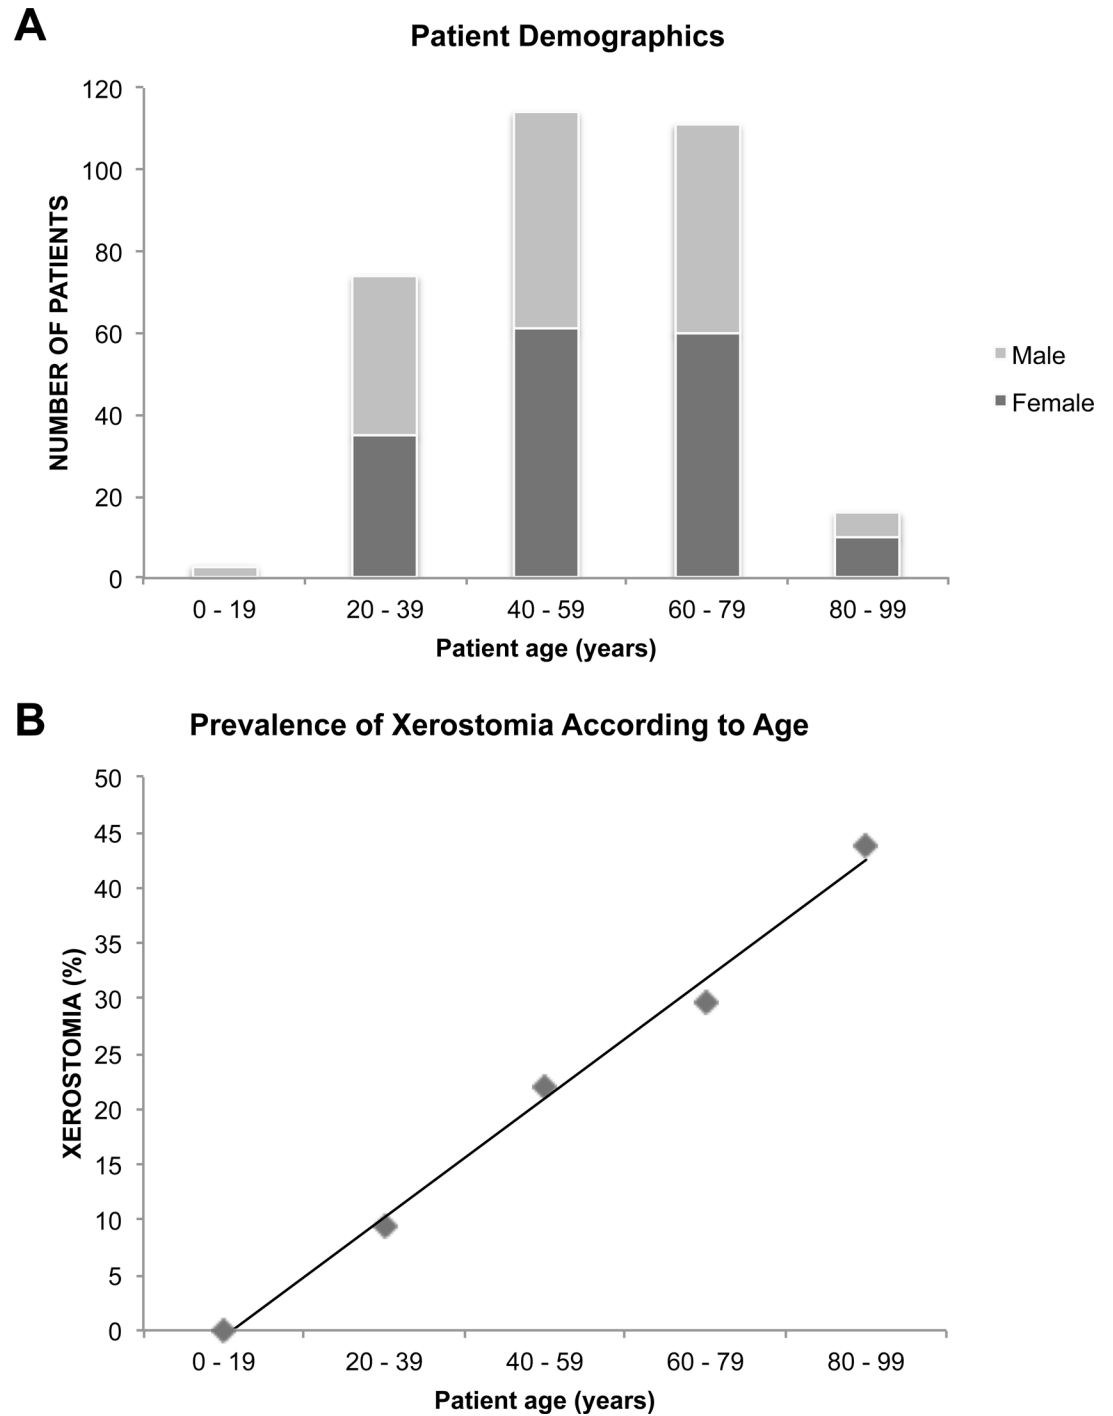 A
Patient Demographics
120
100
80
60
40
20
0
NUMBER OF PATIENTS
0 - 19
20 - 39
40 - 59
60 - 79
80 - 99
Patient age (years)
Male
Female
B
Prevalence of Xerostomia According to Age
50
45
40
35
30
25
20
15
10
5
0
XEROSTOMIA (%)
0 - 19
20 - 39
40 - 59
60 - 79
80 - 99
Patient age (years)